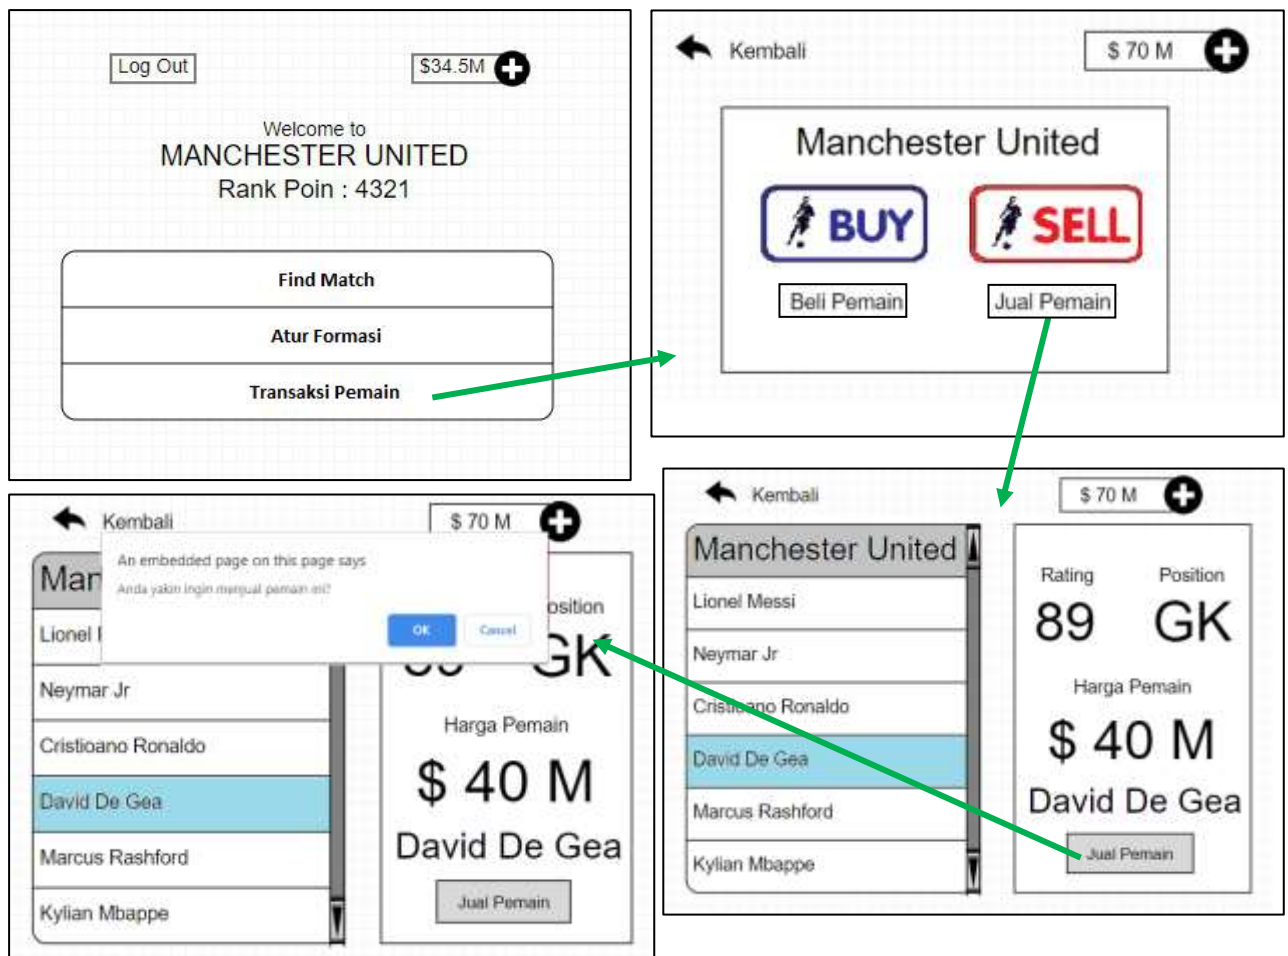 Log Out
$34.5M
Welcome to
MANCHESTER UNITED
Rank Poin : 4321
Find Match
Atur Formasi
Transaksi Pemain
Kembali
$ 70 M
Manchester United
BUY
SELL
Beli Pemain
Jual Pemain
Kembali
$ 70 M
An embedded page on this page says
Anda yakin ingin menjual pemain ini?
OK
Cancel
Man
Lionel
Neymar Jr
Cristioano Ronaldo
David De Gea
Marcus Rashford
Kylian Mbappe
osition
GK
Harga Pemain
$ 40 M
David De Gea
Jual Pemain
Kembali
$ 70 M
Manchester United
Lionel Messi
Neymar Jr
Cristioano Ronaldo
David De Gea
Marcus Rashford
Kylian Mbappe
Rating Position
89 GK
Harga Pemain
$ 40 M
David De Gea
Jual Pemain